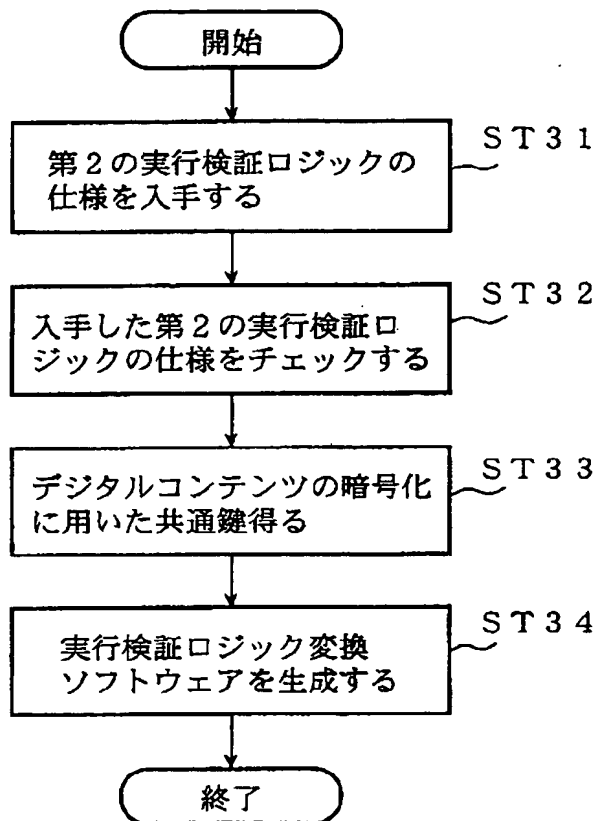 開始
ST31
第2の実行検証ロジックの
仕様を入手する
ST32
入手した第2の実行検証ロ
ジックの仕様をチェックする
ST33
デジタルコンテンツの暗号化
に用いた共通鍵得る
ST34
実行検証ロジック変換
ソフトウェアを生成する
終了